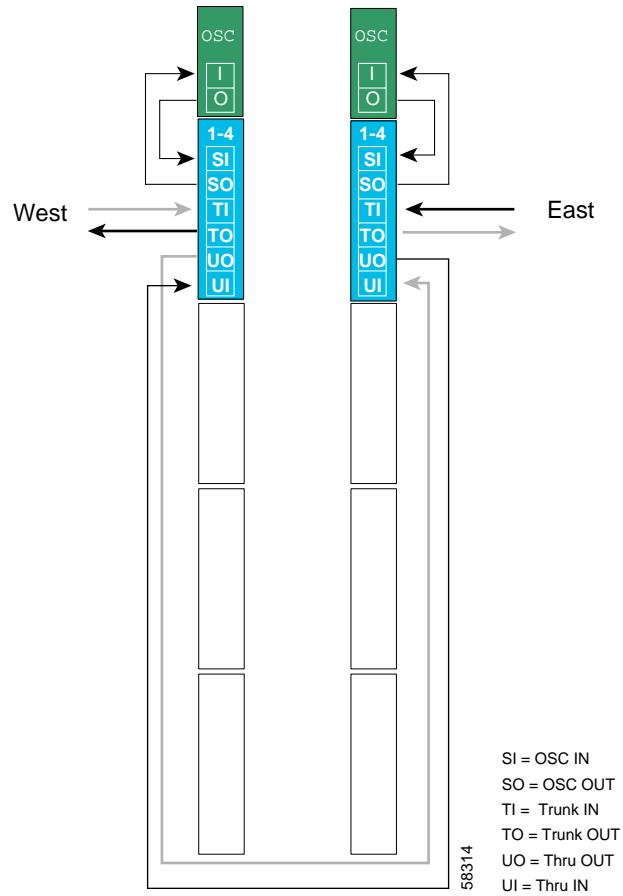 OSC
I
O
1-4
SI
SO
TI
TO
UO
UI
OSC
I
O
1-4
SI
SO
TI
TO
UO
UI
West
East
58314
SI = OSC IN
SO = OSC OUT
TI = Trunk IN
TO = Trunk OUT
UO = Thru OUT
UI = Thru IN